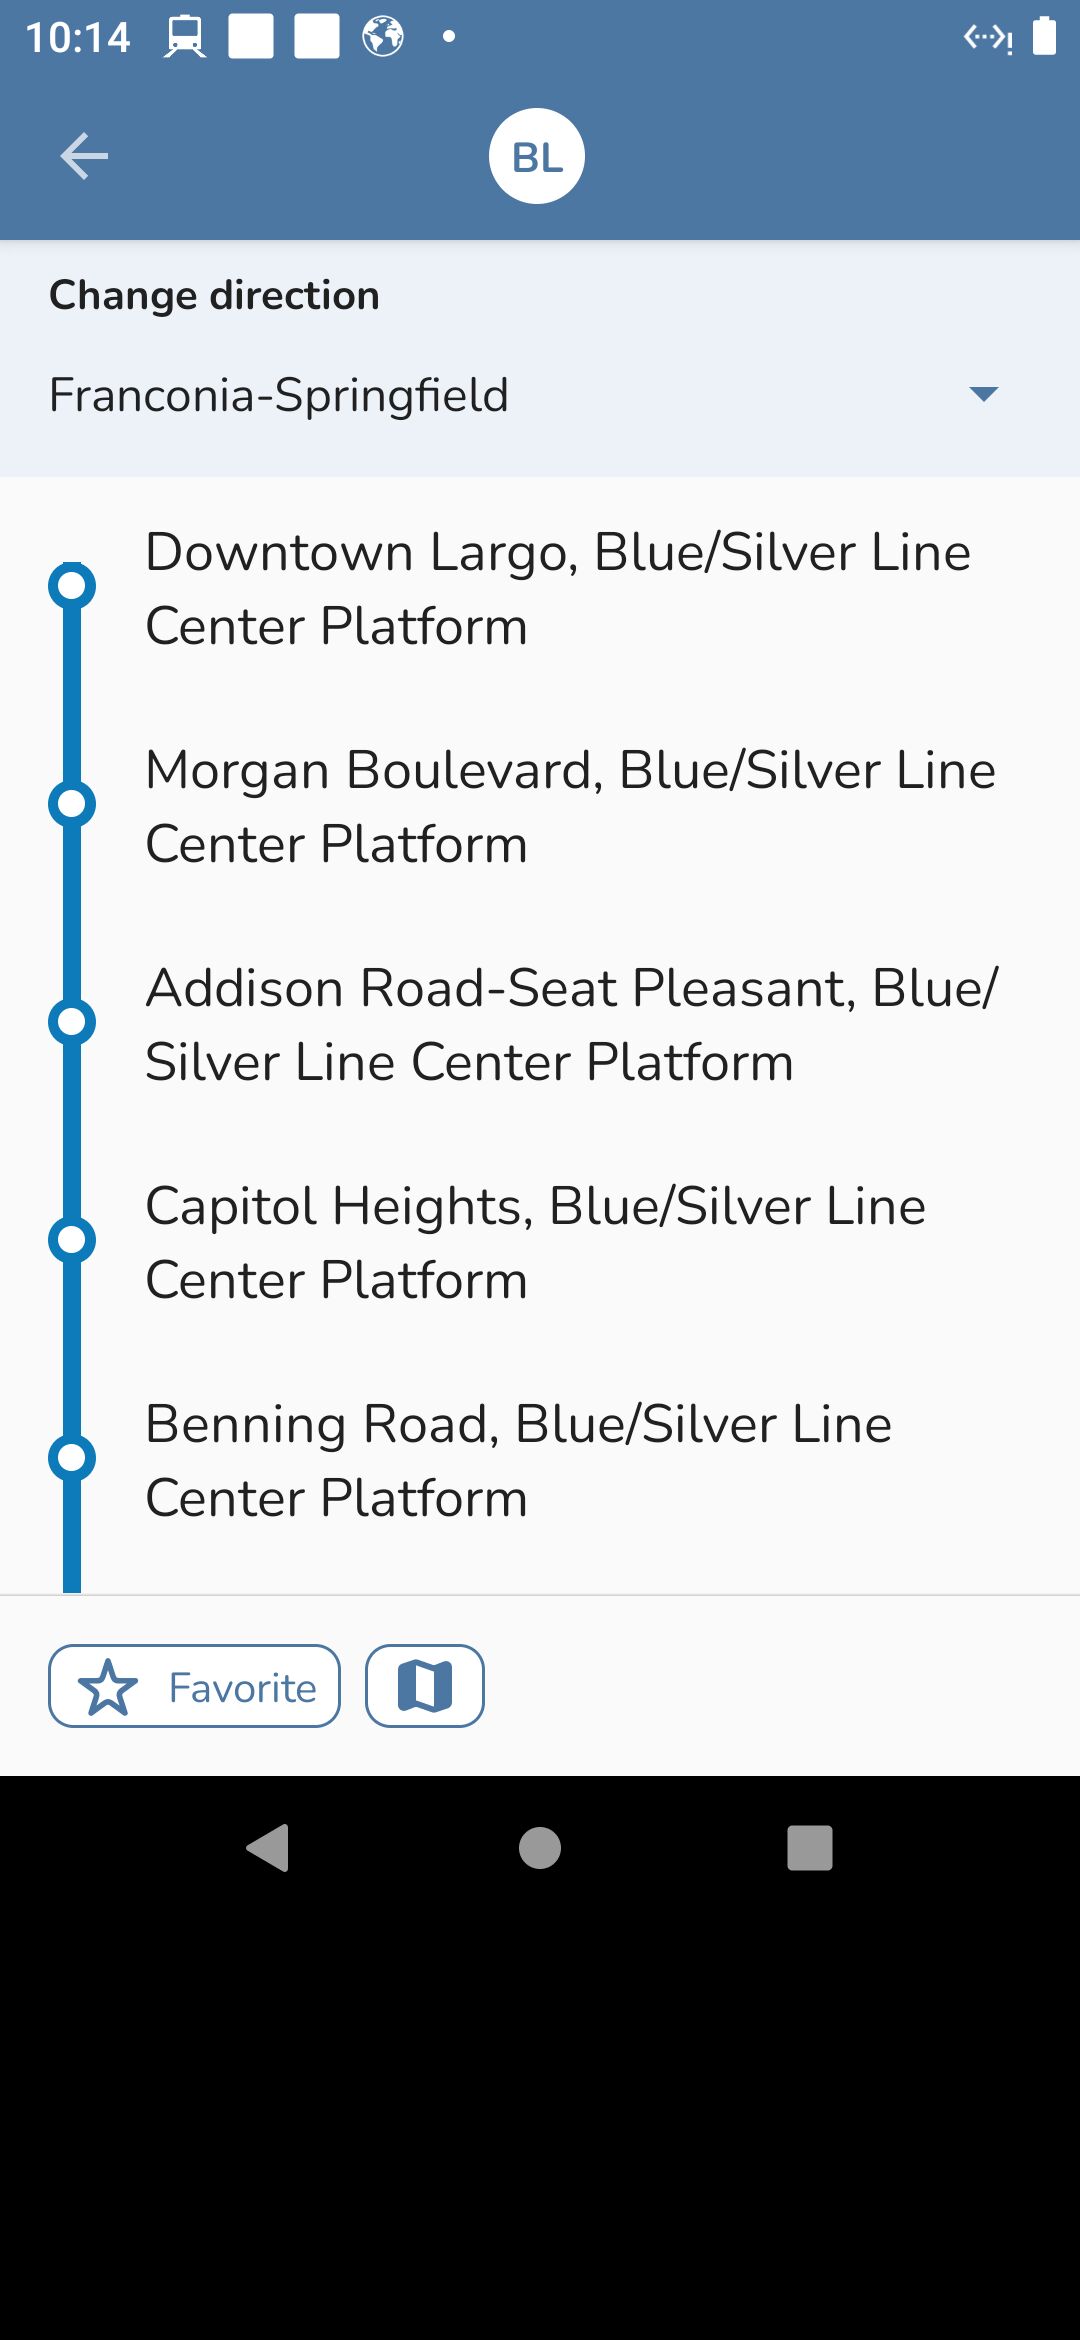 10:14
BL
Change direction
Franconia-Springfield
Downtown Largo, Blue/Silver Line
Center Platform
Morgan Boulevard, Blue/Silver Line
Center Platform
Addison Road-Seat Pleasant, Blue/
Silver Line Center Platform
Capitol Heights, Blue/Silver Line
Center Platform
Benning Road, Blue/Silver Line
Center Platform
Favorite